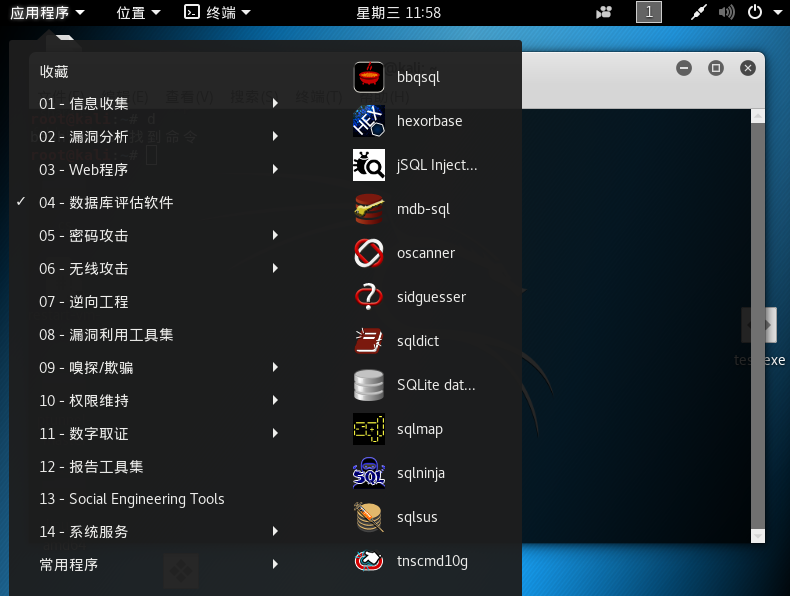 应用程序 位置 终端 星期三 11:58 1
收藏
01 - 信息收集
02 - 漏洞分析
03 - Web程序
✓ 04 - 数据库评估软件
05 - 密码攻击
06 - 无线攻击
07 - 逆向工程
08 - 漏洞利用工具集
09 - 嗅探/欺骗
10 - 权限维持
11 - 数字取证
12 - 报告工具集
13 - Social Engineering Tools
14 - 系统服务
常用程序
bbqsql
hexorbase
jSQL Inject...
mdb-sql
oscanner
sidguesser
sqldict
SQLite dat...
sqlmap
sqlninja
sqlsus
tnscmd10g